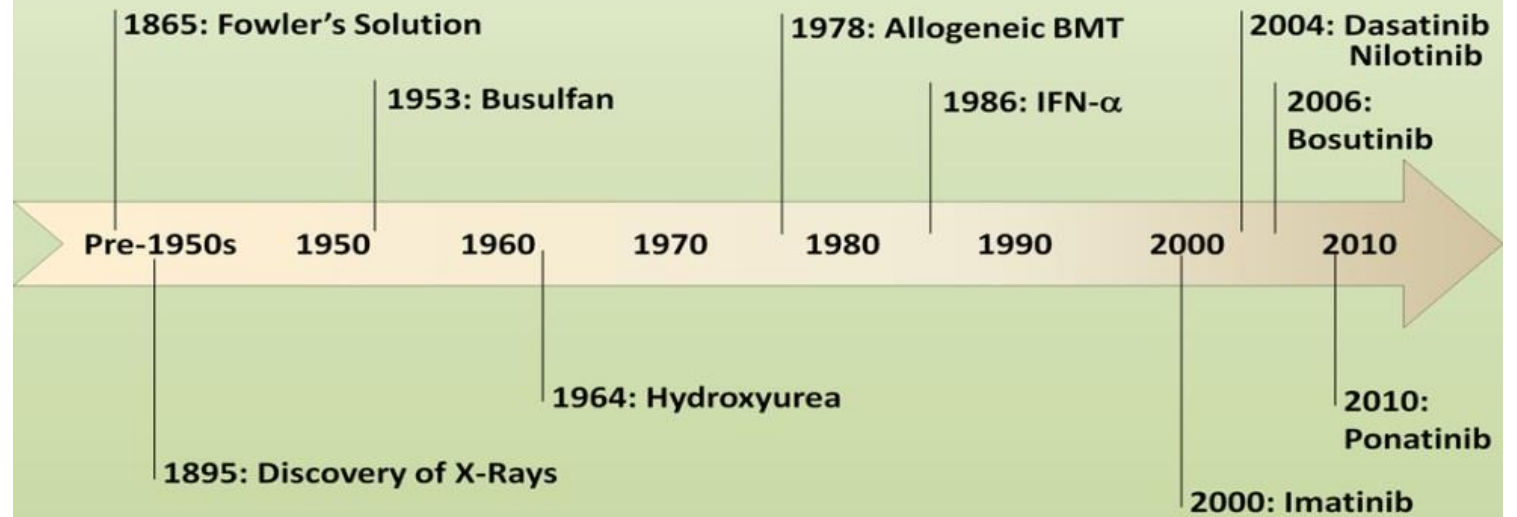 1865: Fowler’s Solution
1978: Allogeneic BMT
2004: Dasatinib
Nilotinib
1953: Busulfan
1986: IFN-α
2006:
Bosutinib
Pre-1950s 1950 1960 1970 1980 1990 2000 2010
1964: Hydroxyurea
2010:
Ponatinib
1895: Discovery of X-Rays
2000: Imatinib